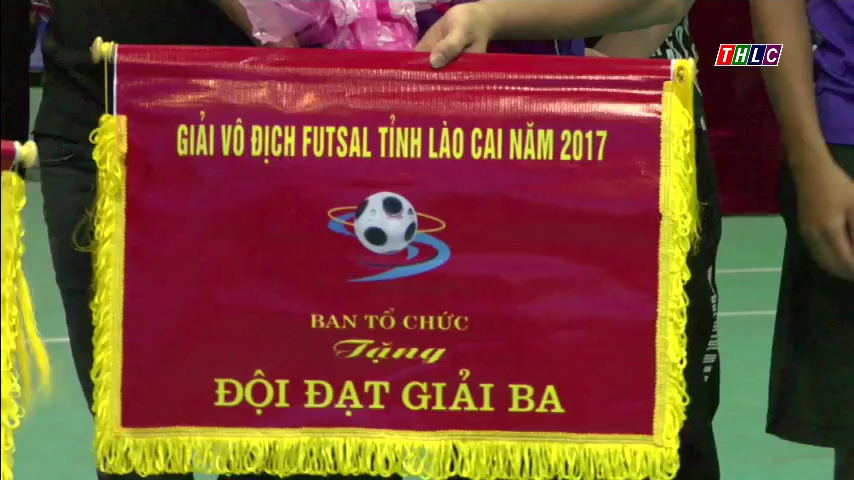 THLC
GIẢI VÔ ĐỊCH FUTSAL TỈNH LÀO CAI NĂM 2017
BAN TỔ CHỨC
Tặng
ĐỘI ĐẠT GIẢI BA